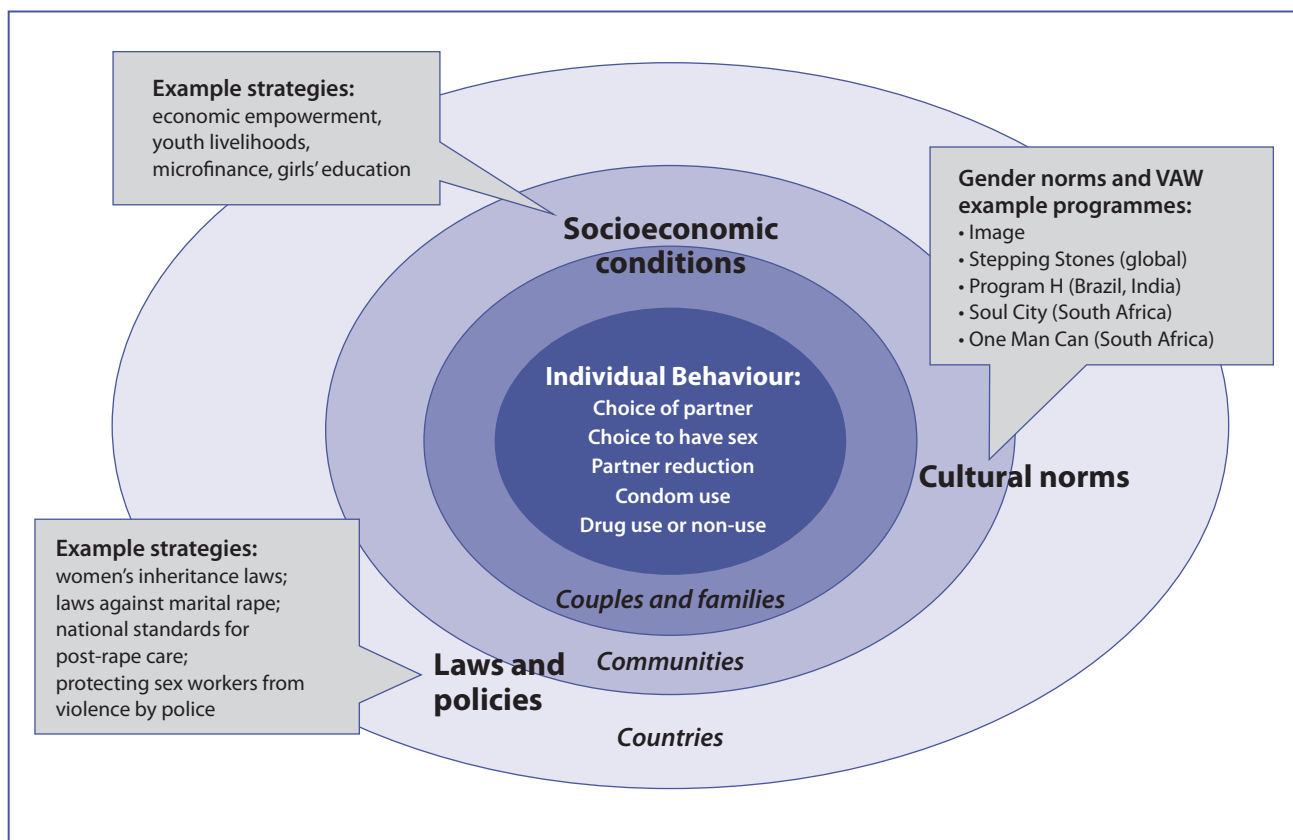 Example strategies:
economic empowerment,
youth livelihoods,
microfinance, girls’ education
Socioeconomic
conditions
Gender norms and VAW
example programmes:
• Image
• Stepping Stones (global)
• Program H (Brazil, India)
• Soul City (South Africa)
• One Man Can (South Africa)
Individual Behaviour:
Choice of partner
Choice to have sex
Partner reduction
Condom use
Drug use or non-use
Cultural norms
Example strategies:
women’s inheritance laws;
laws against marital rape;
national standards for
post-rape care;
protecting sex workers from
violence by police
Couples and families
Communities
Laws and
policies
Countries